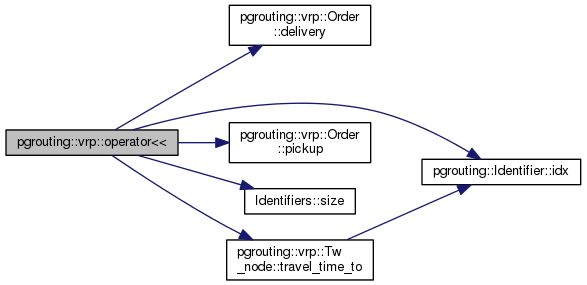 pgrouting::vrp::Order
::delivery
pgrouting::vrp::operator<<
pgrouting::vrp::Order
::pickup
pgrouting::Identifier::idx
Identifiers::size
pgrouting::vrp::Tw
_node::travel_time_to